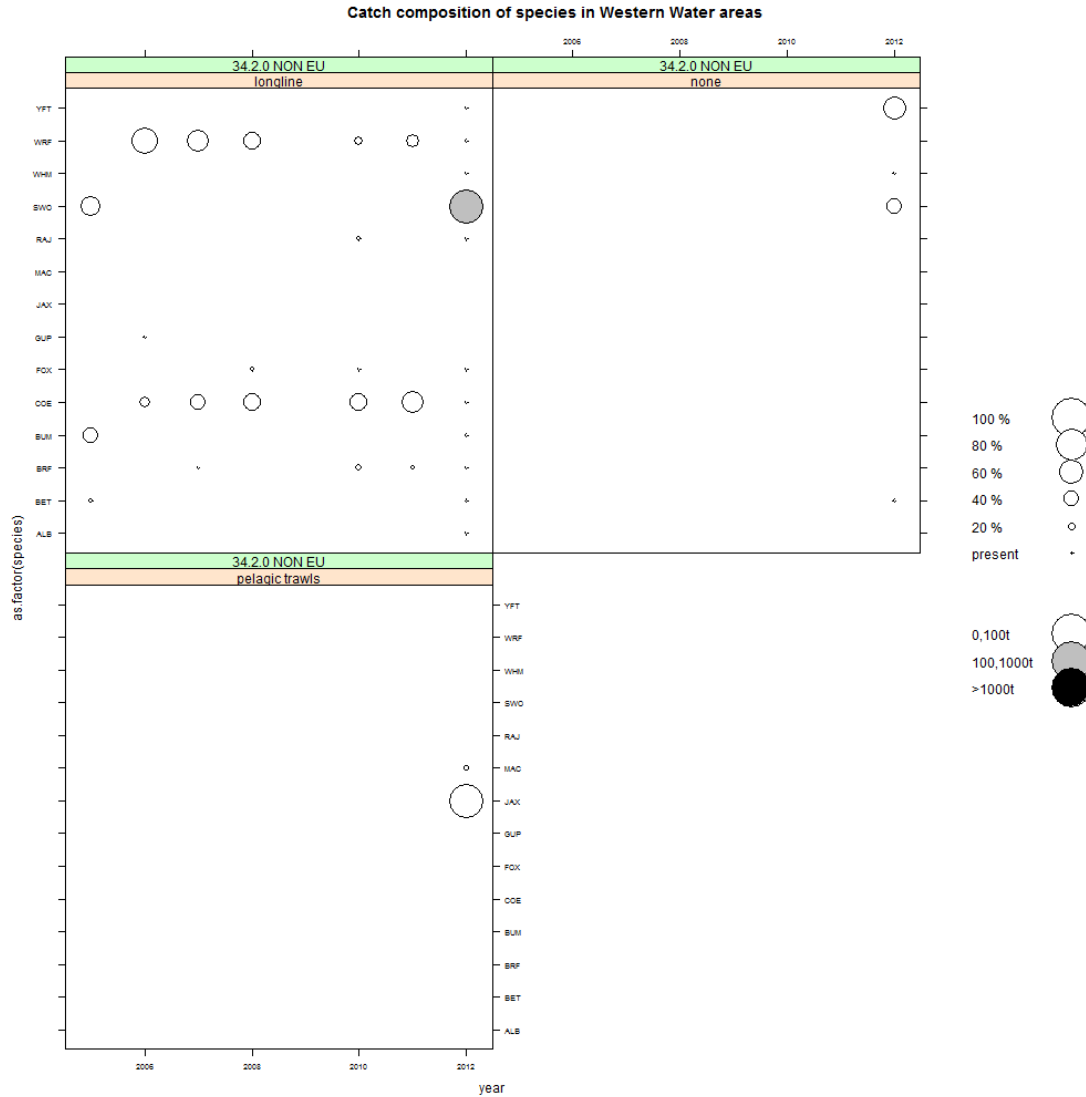 Catch composition of species in Western Water areas
2006 2008 2010 2012
34.2.0 NON EU 34.2.0 NON EU
longline none
YFT
WRF
WHM
SWO
RAJ
MAC
JAX
GUP
FOX
COE
BUM
BRF
BET
ALB
as.factor(species)
34.2.0 NON EU
pelagic trawls
YFT
WRF
WHM
SWO
RAJ
MAC
JAX
GUP
FOX
COE
BUM
BRF
BET
ALB
2006 2008 2010 2012
year
100 %
80 %
60 %
40 %
20 %
present
0,100t
100,1000t
>1000t